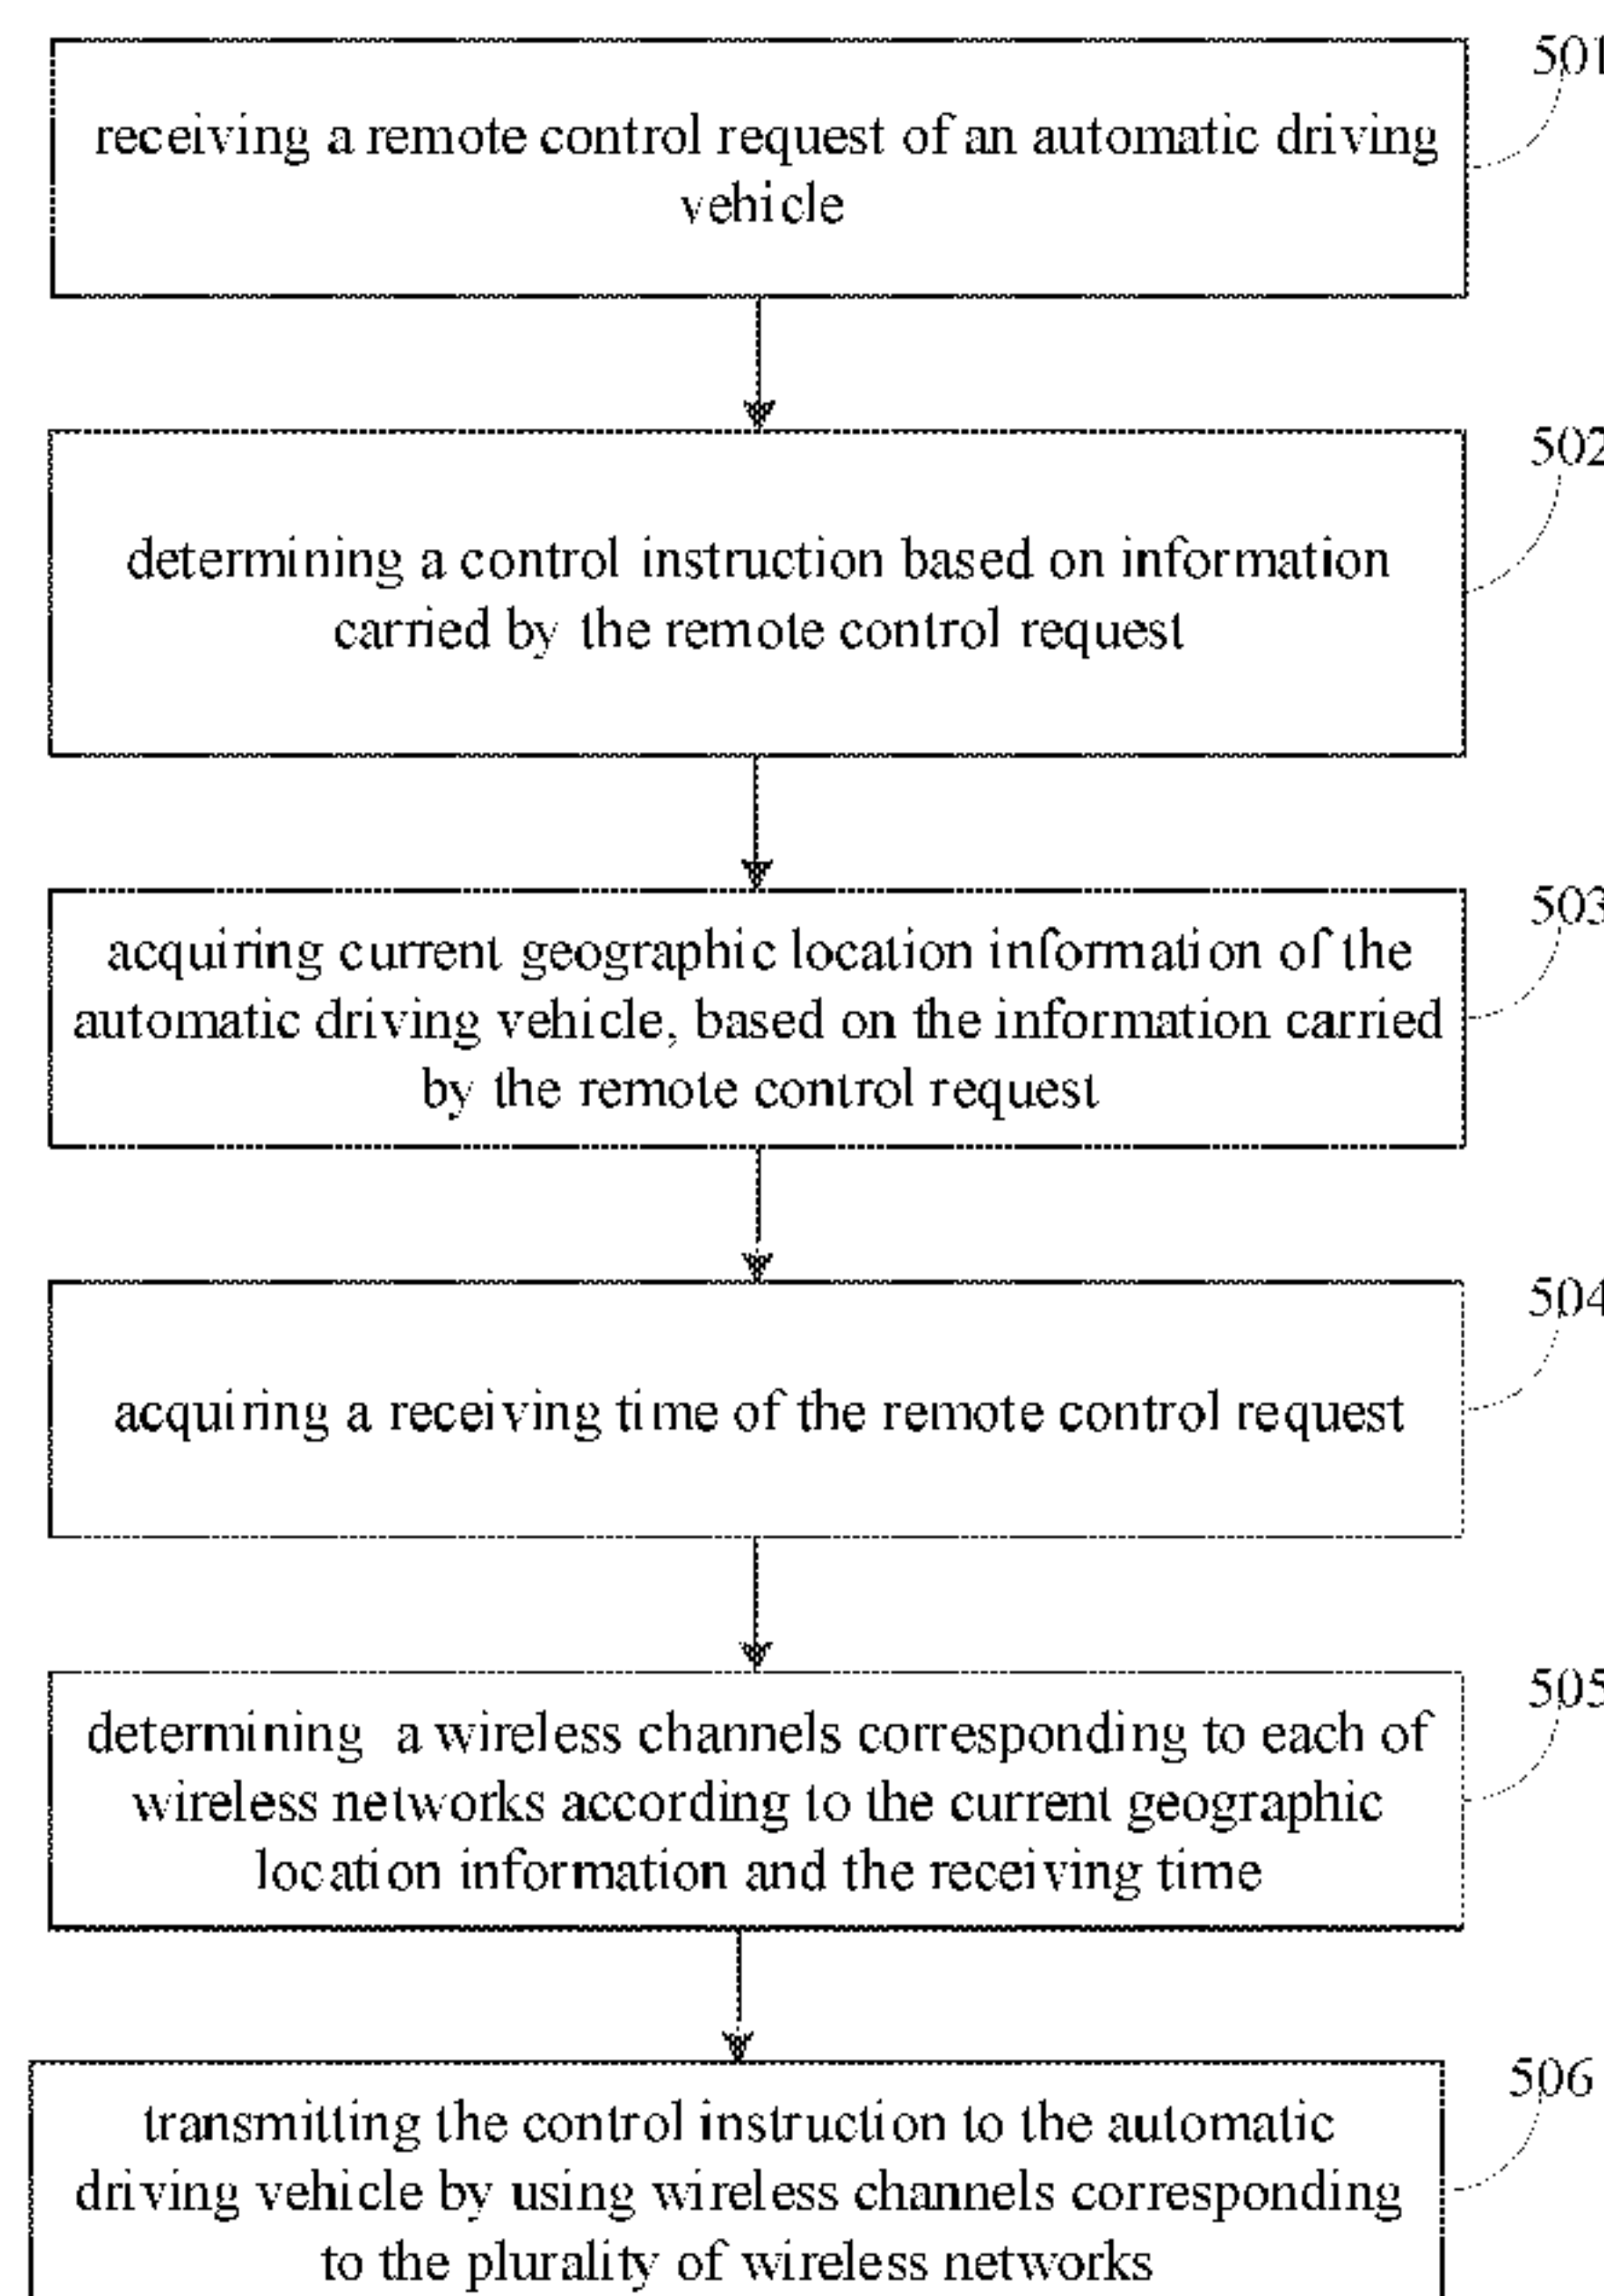 501
receiving a remote control request of an automatic driving
vehicle
502
determining a control instruction based on information
carried by the remote control request
503
acquiring current geographic location information of the
automatic driving vehicle, based on the information carried
by the remote control request
504
acquiring a receiving time of the remote control request
505
determining a wireless channels corresponding to each of
wireless networks according to the current geographic
location information and the receiving time
506
transmitting the control instruction to the automatic
driving vehicle by using wireless channels corresponding
to the plurality of wireless networks